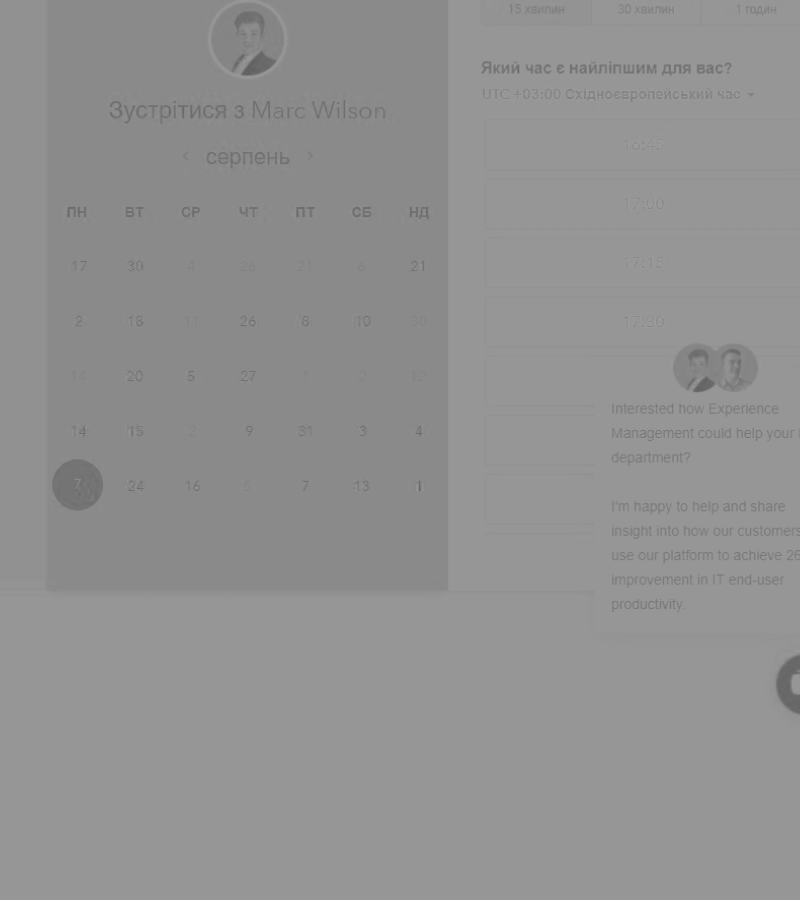 15 хвилин 30 хвилин 1 годин
Зустрітися з Marc Wilson
серпень
ПН ВТ СР ЧТ ПТ СБ НД
17 30 4 26 21 6 21
2 18 11 26 8 10 30
14 20 5 27 1 2 12
14 15 2 9 31 3 4
7 24 16 6 7 13 1
Який час є найліпшим для вас?
UTC +03:00 Східноєвропейський час
16:45
17:00
17:15
17:30
Interested how Experience
Management could help your
department?
I'm happy to help and share
insight into how our customers
use our platform to achieve 26
improvement in IT end-user
productivity.